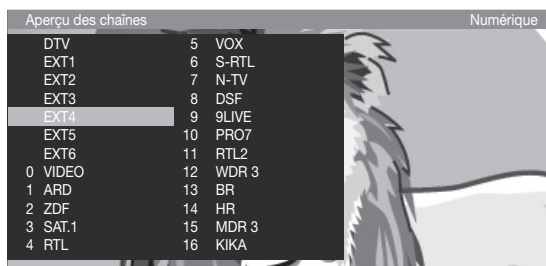 Aperçu des chaînes Numérique
DTV 5 VOX
EXT1 6 S-RTL
EXT2 7 N-TV
EXT3 8 DSF
EXT4 9 9LIVE
EXT5 10 PRO7
EXT6 11 RTL2
0 VIDEO 12 WDR 3
1 ARD 13 BR
2 ZDF 14 HR
3 SAT.1 15 MDR 3
4 RTL 16 KIKA